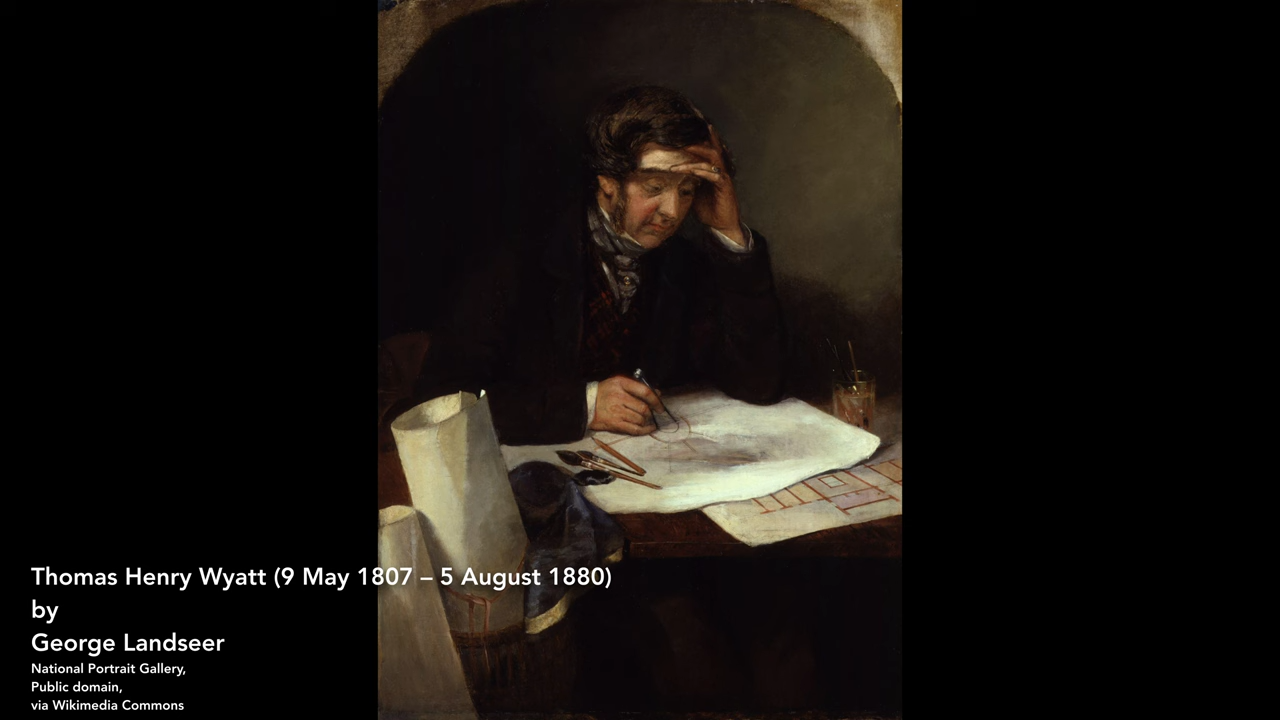 Thomas Henry Wyatt (9 May 1807 – 5 August 1880)
by
George Landseer
National Portrait Gallery,
Public domain,
via Wikimedia Commons